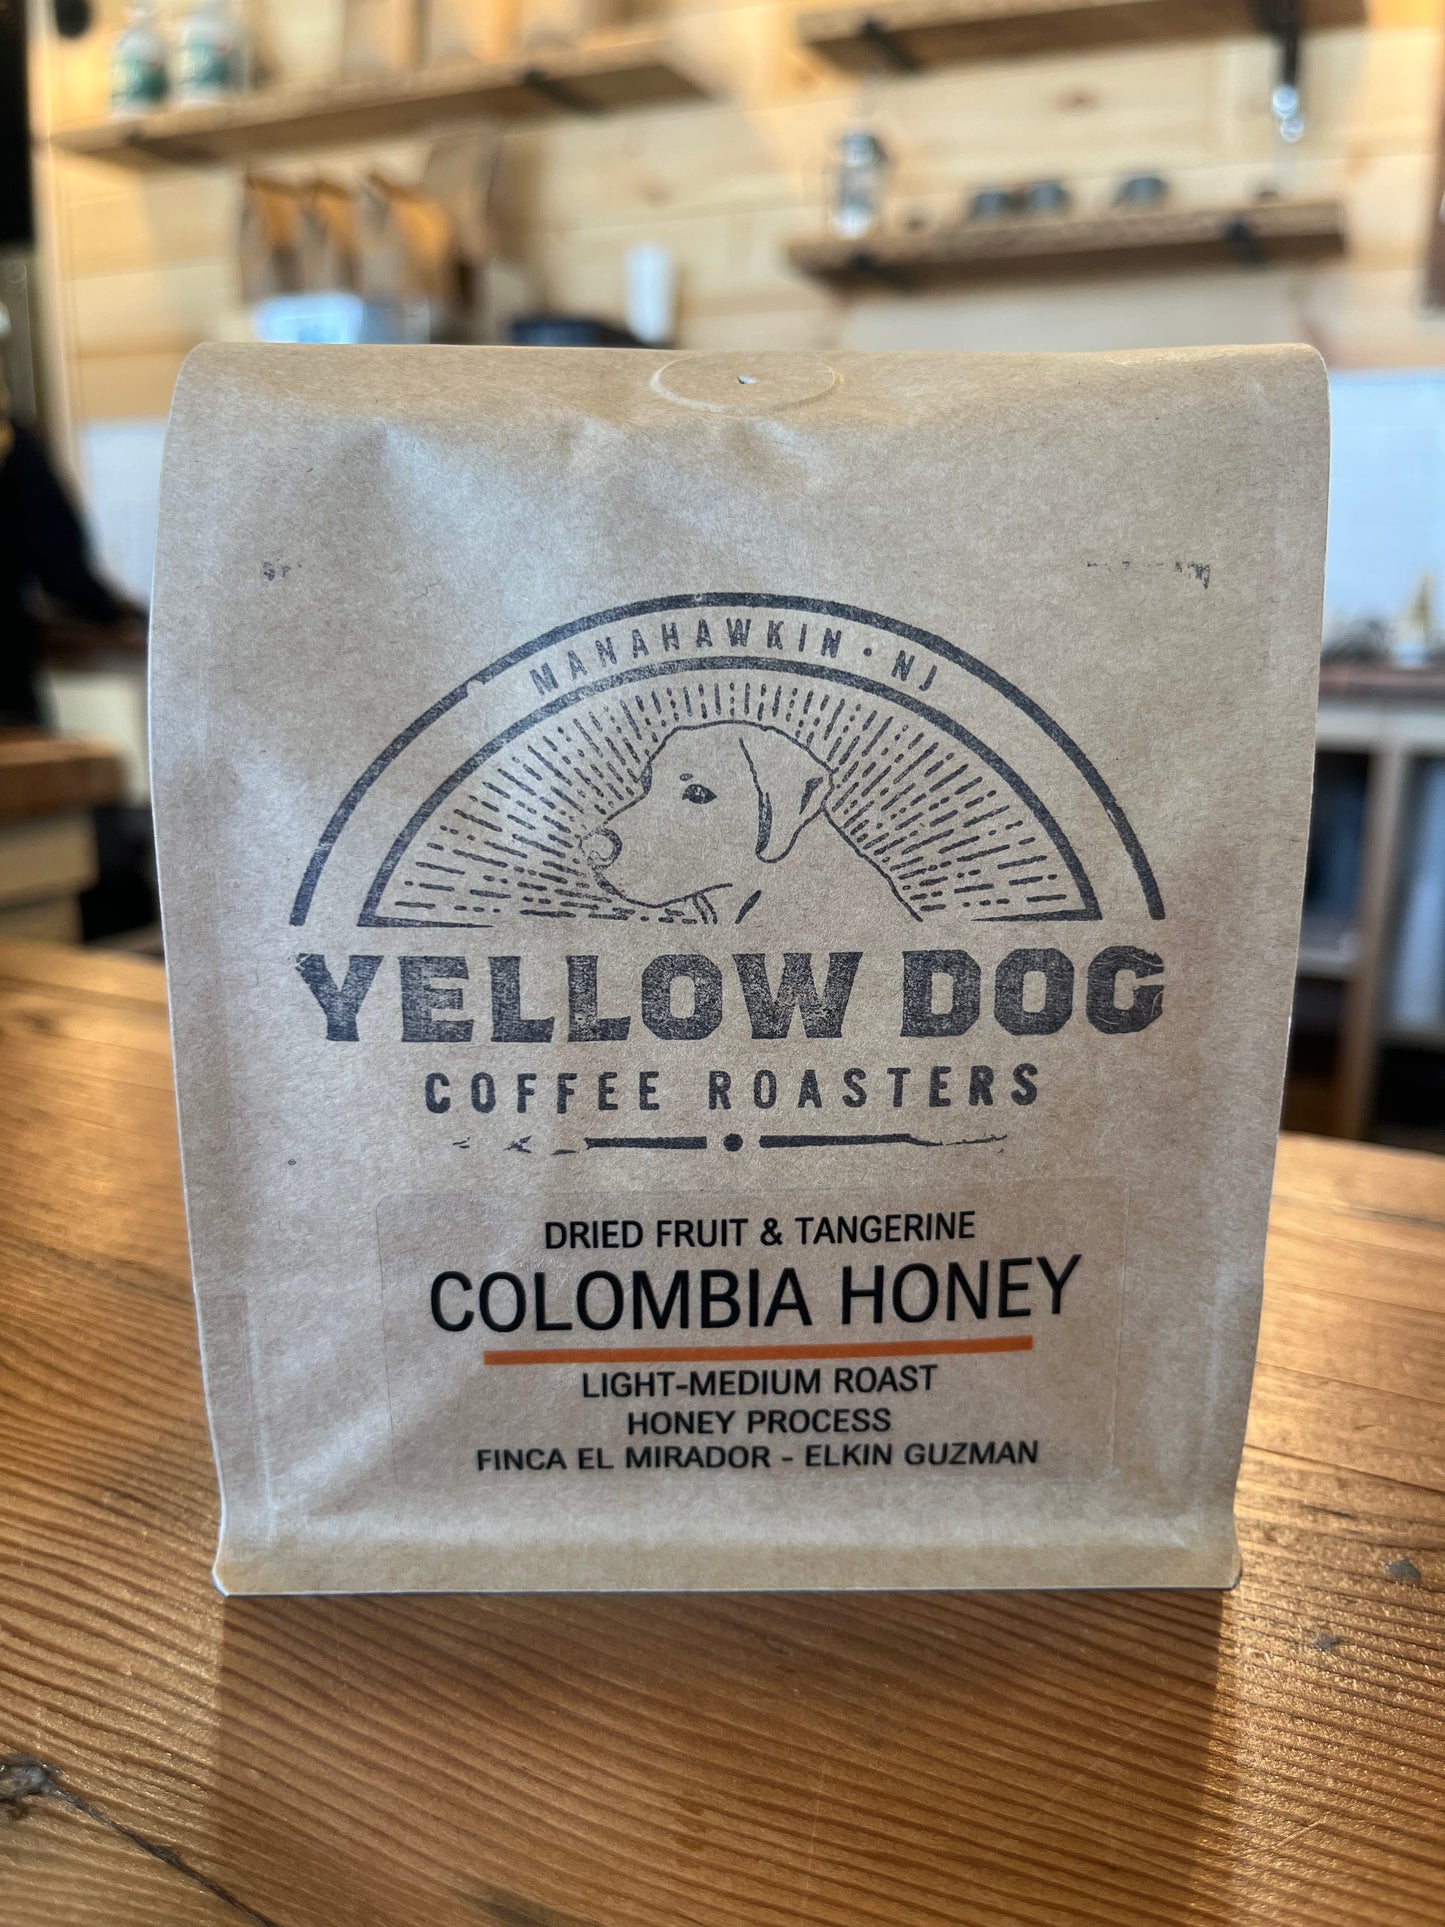 MANAHAWKIN • NJ
YELLOW DOG
COFFEE ROASTERS
DRIED FRUIT & TANGERINE
COLOMBIA HONEY
LIGHT-MEDIUM ROAST
HONEY PROCESS
FINCA EL MIRADOR - ELKIN GUZMAN